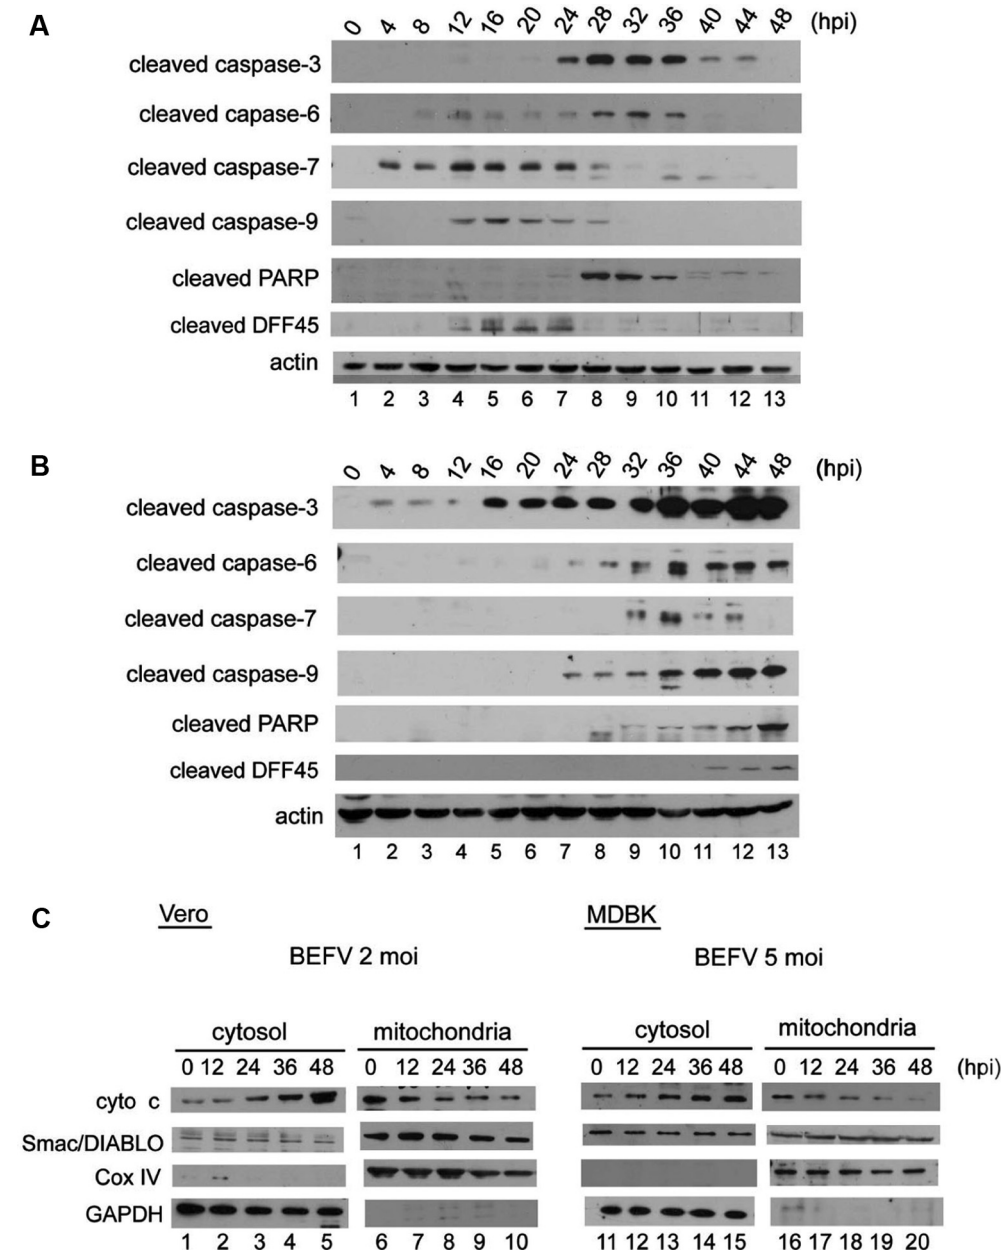 A
0 4 8 12 16 20 24 28 32 36 40 44 48 (hpi)
cleaved caspase-3
cleaved capase-6
cleaved caspase-7
cleaved caspase-9
cleaved PARP
cleaved DFF45
actin
1 2 3 4 5 6 7 8 9 10 11 12 13
B
0 4 8 12 16 20 24 28 32 36 40 44 48 (hpi)
cleaved caspase-3
cleaved capase-6
cleaved caspase-7
cleaved caspase-9
cleaved PARP
cleaved DFF45
actin
1 2 3 4 5 6 7 8 9 10 11 12 13
C
Vero MDBK
BEFV 2 moi BEFV 5 moi
cytosol mitochondria cytosol mitochondria
0 12 24 36 48 0 12 24 36 48 0 12 24 36 48 0 12 24 36 48 (hpi)
cyto c
Smac/DIABLO
Cox IV
GAPDH
1 2 3 4 5 6 7 8 9 10 11 12 13 14 15 16 17 18 19 20